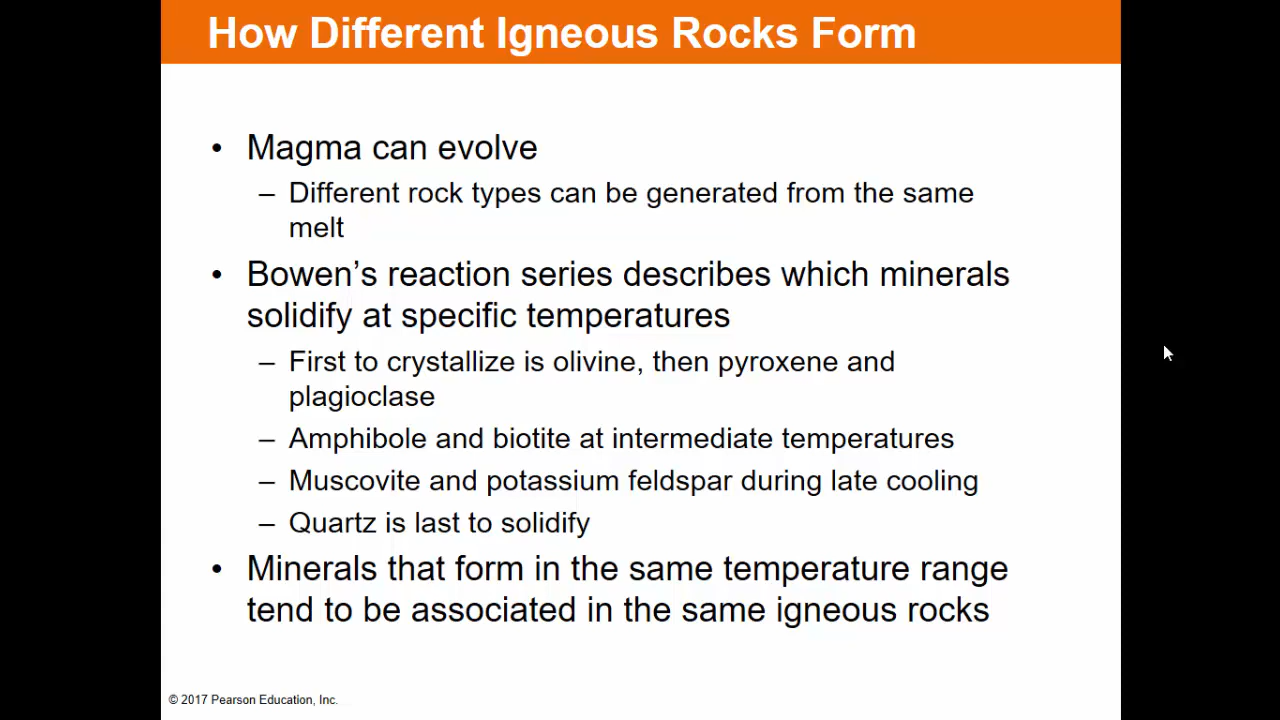 How Different Igneous Rocks Form
• Magma can evolve
– Different rock types can be generated from the same
melt
• Bowen’s reaction series describes which minerals
solidify at specific temperatures
– First to crystallize is olivine, then pyroxene and
plagioclase
– Amphibole and biotite at intermediate temperatures
– Muscovite and potassium feldspar during late cooling
– Quartz is last to solidify
• Minerals that form in the same temperature range
tend to be associated in the same igneous rocks
© 2017 Pearson Education, Inc.